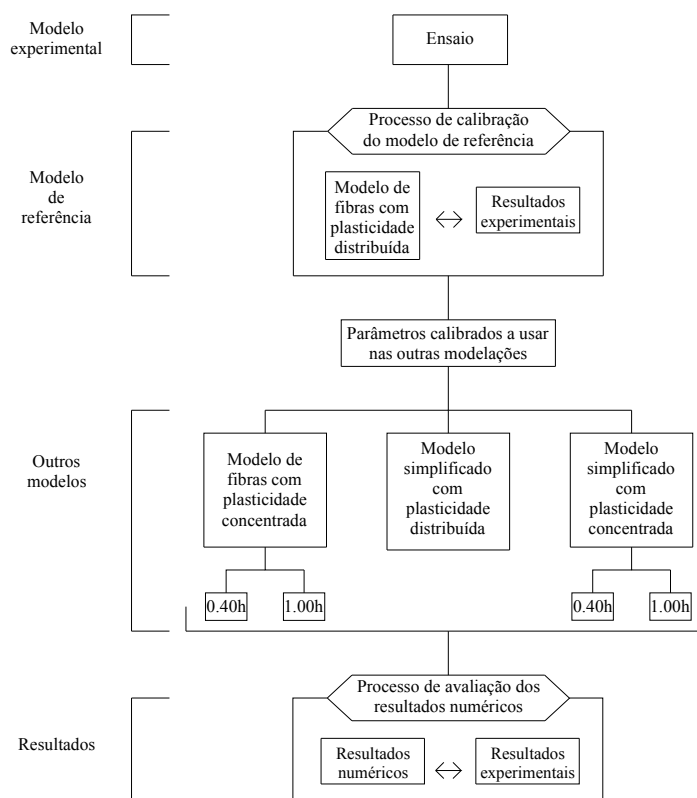 Modelo
experimental
Ensaio
Processo de calibração
do modelo de referência
Modelo
de
referência
Modelo de
fibras com
plasticidade
distribuída
Resultados
experimentais
Parâmetros calibrados a usar
nas outras modelações
Outros
modelos
Modelo de
fibras com
plasticidade
concentrada
Modelo
simplificado
com
plasticidade
distribuída
Modelo
simplificado
com
plasticidade
concentrada
0.40h
1.00h
0.40h
1.00h
Processo de avaliação dos
resultados numéricos
Resultados
Resultados
numéricos
Resultados
experimentais